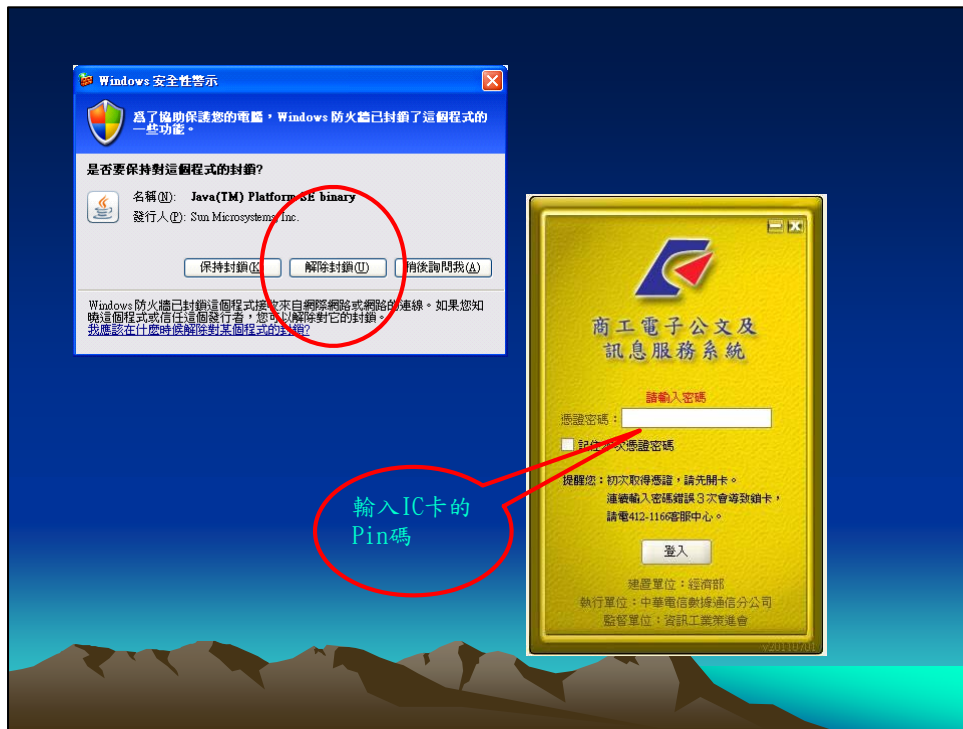 Windows 安全性警示
為了協助保護您的電腦，Windows 防火牆已封鎖了這個程式的
一些功能。
是否要保持對這個程式的封鎖?
名稱(N): Java(TM) Platform SE binary
發行人(P): Sun Microsystems, Inc.
保持封鎖(K) 解除封鎖(U) 稍後詢問我(A)
Windows 防火牆已封鎖這個程式接收來自網際網路或網路的連線。如果您知
曉這個程式或信任這個發行者，您可以解除對它的封鎖。
我應該在什麼時候解除對某個程式的封鎖?
商工電子公文及
訊息服務系統
請輸入密碼
憑證密碼：
記住本次憑證密碼
提醒您：初次取得憑證，請先開卡。
連續輸入密碼錯誤3次會導致鎖卡，
請電412-1166客服中心。
登入
建置單位：經濟部
執行單位：中華電信數據通信分公司
監督單位：資訊工業策進會
v20110701
輸入IC卡的
Pin碼